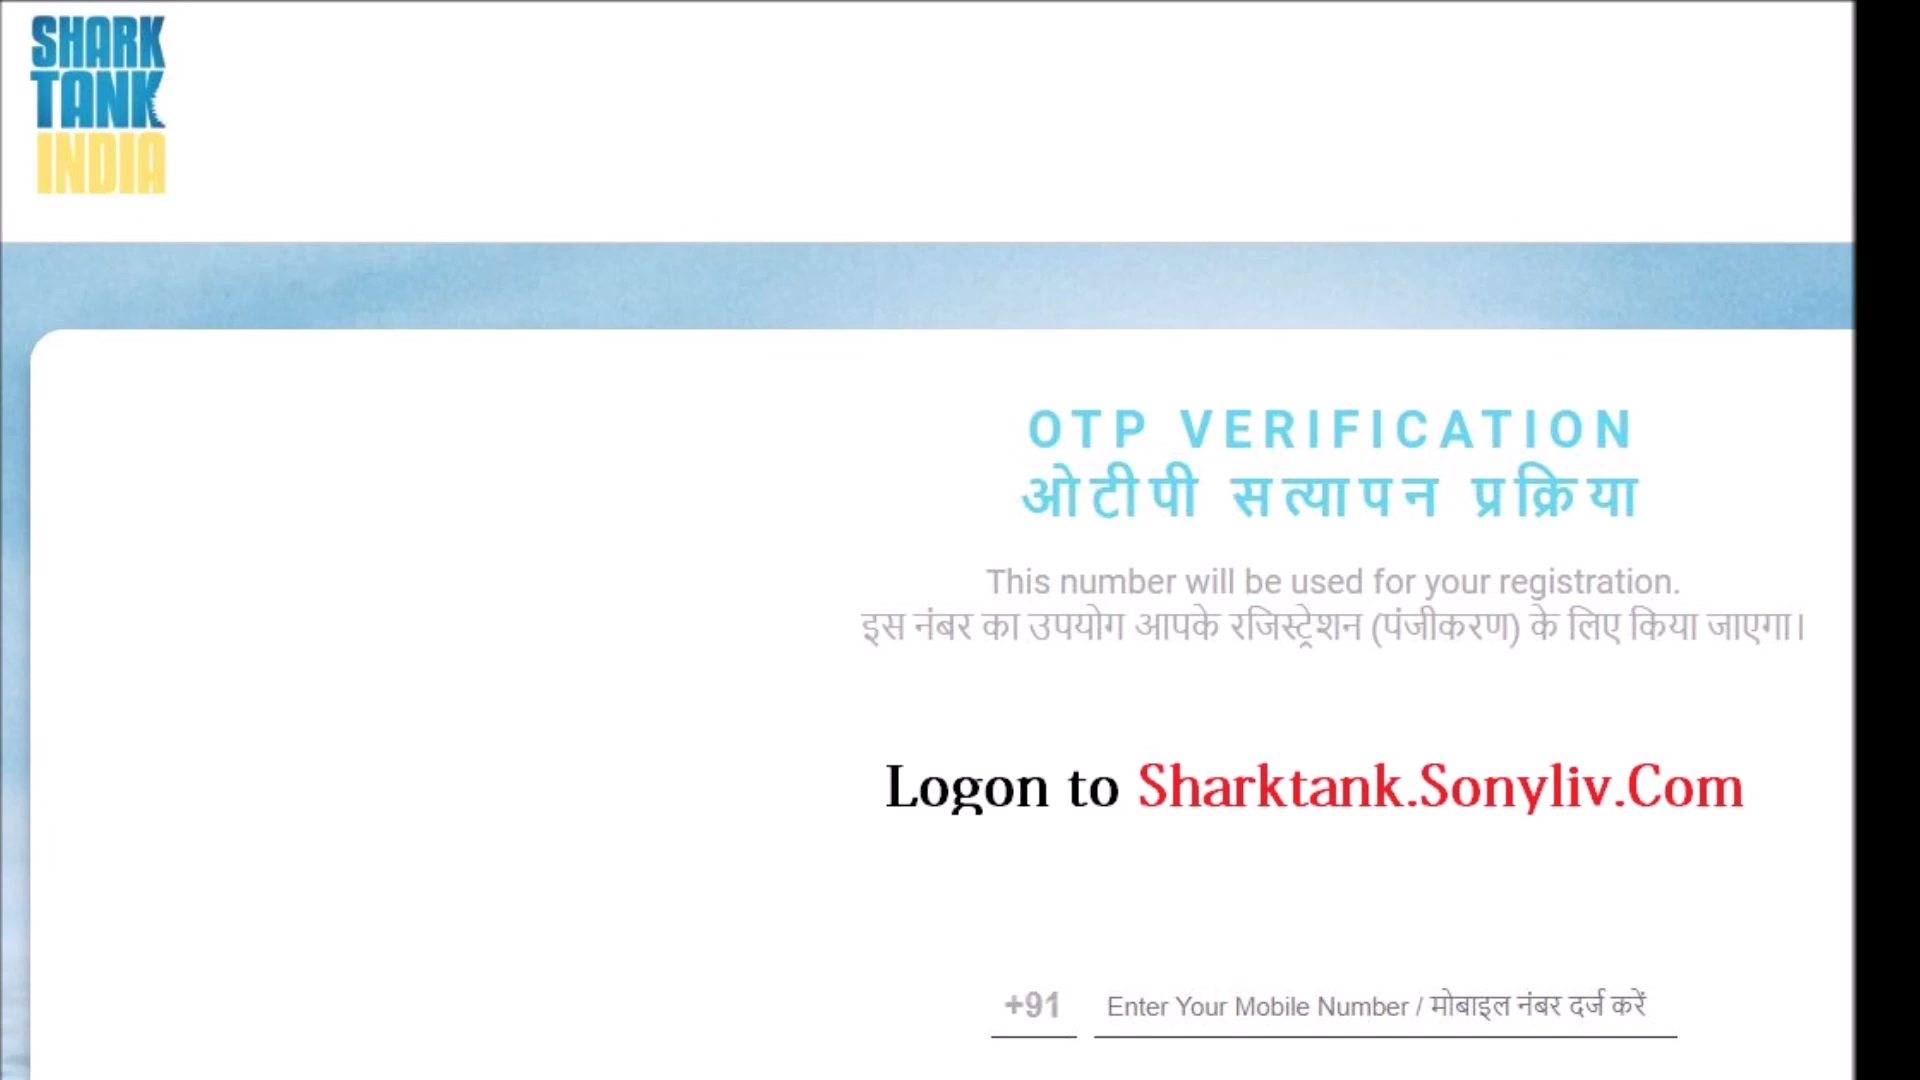 SHARK
TANK
INDIA
OTP VERIFICATION
ओटीपी सत्यापन प्रक्रिया
This number will be used for your registration.
इस नंबर का उपयोग आपके रजिस्ट्रेशन (पंजीकरण) के लिए किया जाएगा।
Logon to Sharktank.Sonyliv.Com
+91 Enter Your Mobile Number / मोबाइल नंबर दर्ज करें